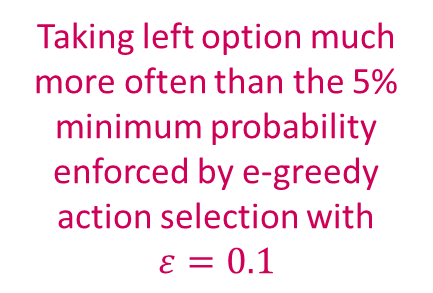 Taking left option much
more often than the 5%
minimum probability
enforced by e-greedy
action selection with
𝜀 = 0.1